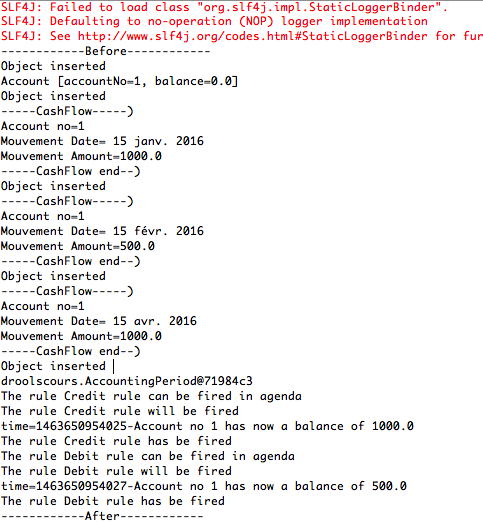 SLF4J: Failed to load class "org.slf4j.impl.StaticLoggerBinder".
SLF4J: Defaulting to no-operation (NOP) logger implementation
SLF4J: See http://www.slf4j.org/codes.html#StaticLoggerBinder for fur
------------Before------------
Object inserted
Account [accountNo=1, balance=0.0]
Object inserted
-----CashFlow-----)
Account no=1
Mouvement Date= 15 janv. 2016
Mouvement Amount=1000.0
-----CashFlow end--)
Object inserted
-----CashFlow-----)
Account no=1
Mouvement Date= 15 févr. 2016
Mouvement Amount=500.0
-----CashFlow end--)
Object inserted
-----CashFlow-----)
Account no=1
Mouvement Date= 15 avr. 2016
Mouvement Amount=1000.0
-----CashFlow end--)
Object inserted
droolscours.AccountingPeriod@71984c3
The rule Credit rule can be fired in agenda
The rule Credit rule will be fired
time=1463650954025-Account no 1 has now a balance of 1000.0
The rule Credit rule has be fired
The rule Debit rule can be fired in agenda
The rule Debit rule will be fired
time=1463650954027-Account no 1 has now a balance of 500.0
The rule Debit rule has be fired
------------After------------